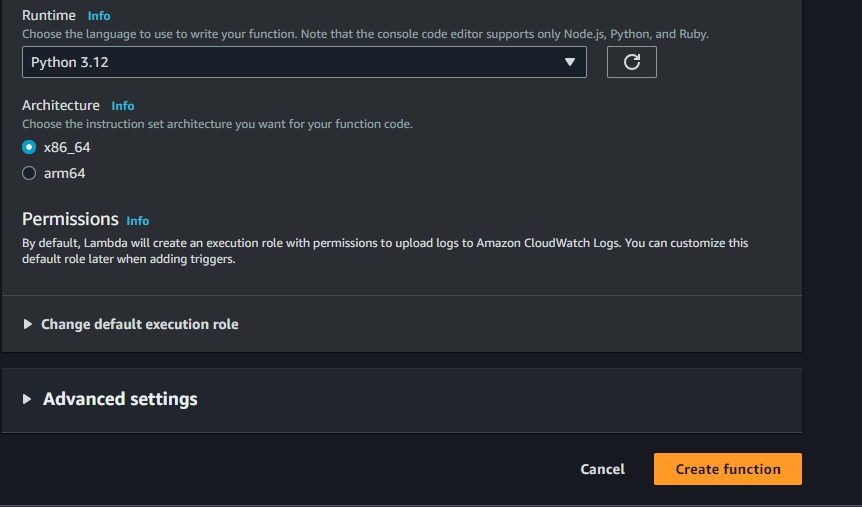 Runtime Info
Choose the language to use to write your function. Note that the console code editor supports only Node.js, Python, and Ruby.
Python 3.12
Architecture Info
Choose the instruction set architecture you want for your function code.
x86_64
arm64
Permissions Info
By default, Lambda will create an execution role with permissions to upload logs to Amazon CloudWatch Logs. You can customize this
default role later when adding triggers.
Change default execution role
Advanced settings
Cancel Create function